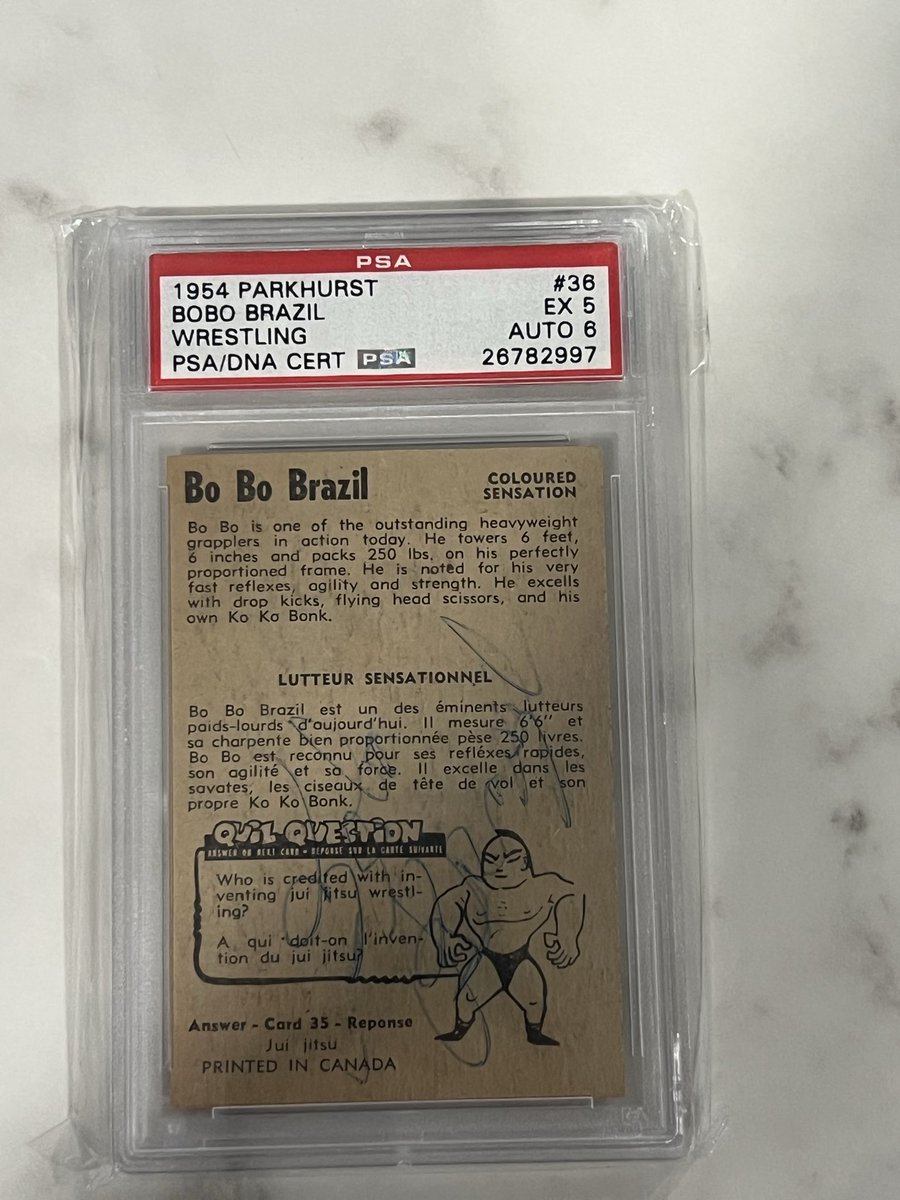 PSA
1954 PARKHURST #36
BOBO BRAZIL EX 5
WRESTLING AUTO 6
PSA/DNA CERT PSA 26782997
Bo Bo Brazil COLOURED
SENSATION
Bo Bo is one of the outstanding heavyweight
grapplers in action today. He towers 6 feet,
6 inches and packs 250 lbs. on his perfectly
proportioned frame. He is noted for his very
fast reflexes, agility and strength. He excells
with drop kicks, flying head scissors, and his
own Ko Ko Bonk.
LUTTEUR SENSATIONNEL
Bo Bo Brazil est un des éminents lutteurs
paids-lourds d'aujourd'hui. Il mesure 6'6" et
sa charpente bien proportionnée pèse 250 livres.
Bo Bo est reconnu pour ses refléxes rapides,
son agilité et sa force. Il excelle dans les
savates, les ciseaux de tête de vol et son
propre Ko Ko Bonk.
QUIZ QUESTION
ANSWER ON NEXT CARD - RÉPONSE SUR LA CARTE SUIVANTE
Who is credited with in-
venting jui jitsu wrestl-
ing?
A qui doit-on l'inven-
tion du jui jitsu?
Answer - Card 35 - Reponse
Jui jitsu
PRINTED IN CANADA